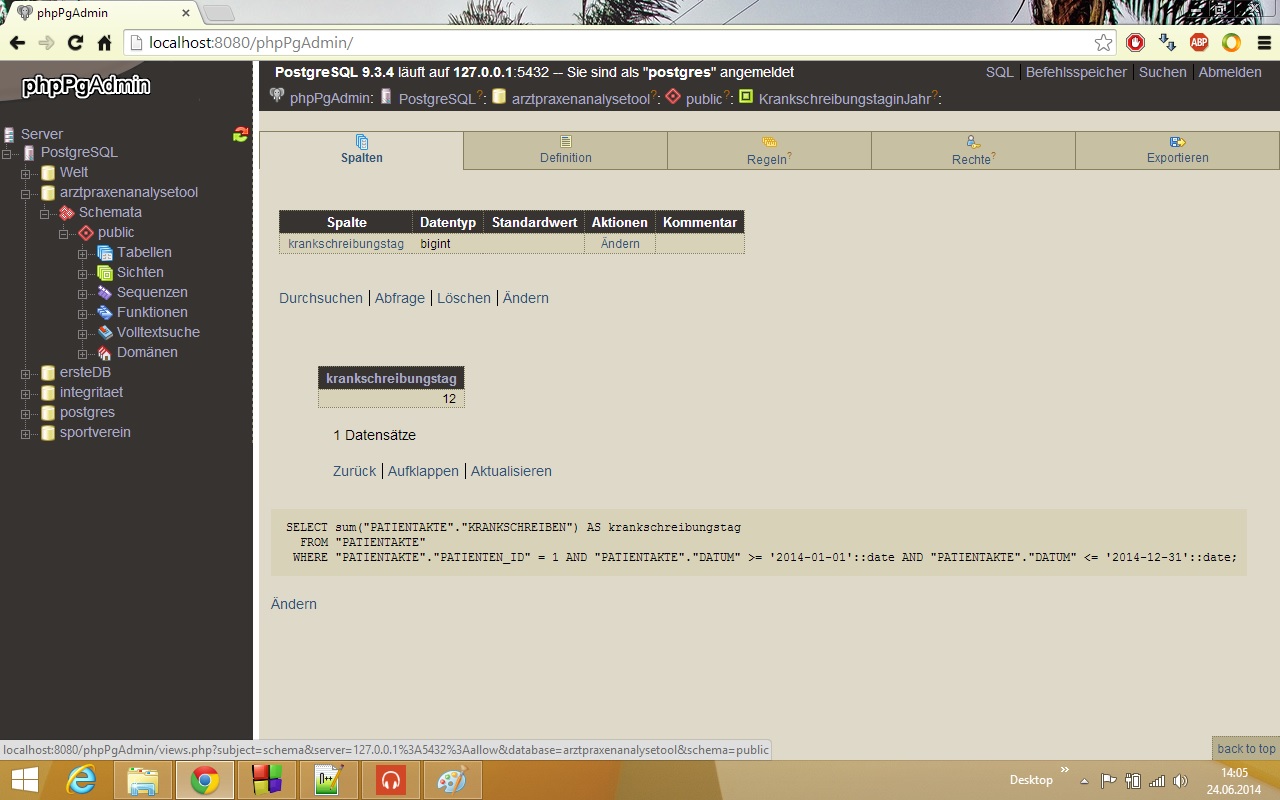 phpPgAdmin
localhost:8080/phpPgAdmin/
ABP
phpPgAdmin
PostgreSQL 9.3.4 läuft auf 127.0.0.1:5432 -- Sie sind als "postgres" angemeldet
SQL | Befehlsspeicher | Suchen | Abmelden
phpPgAdmin: PostgreSQL?: arztpraxenanalysetool?: public?: KrankschreibungstaginJahr?:
Server
PostgreSQL
Welt
arztpraxenanalysetool
Schemata
public
Tabellen
Sichten
Sequenzen
Funktionen
Volltextsuche
Domänen
ersteDB
integritaet
postgres
sportverein
Spalten
Definition
Regeln?
Rechte?
Exportieren
Spalte Datentyp Standardwert Aktionen Kommentar
krankschreibungstag bigint Ändern
Durchsuchen | Abfrage | Löschen | Ändern
krankschreibungstag
12
1 Datensätze
Zurück | Aufklappen | Aktualisieren
SELECT sum("PATIENTAKTE"."KRANKSCHREIBEN") AS krankschreibungstag
FROM "PATIENTAKTE"
WHERE "PATIENTAKTE"."PATIENTEN_ID" = 1 AND "PATIENTAKTE"."DATUM" >= '2014-01-01'::date AND "PATIENTAKTE"."DATUM" <= '2014-12-31'::date;
Ändern
localhost:8080/phpPgAdmin/views.php?subject=schema&server=127.0.0.1%3A5432%3Aallow&database=arztpraxenanalysetool&schema=public
back to top
Desktop
14:05
24.06.2014